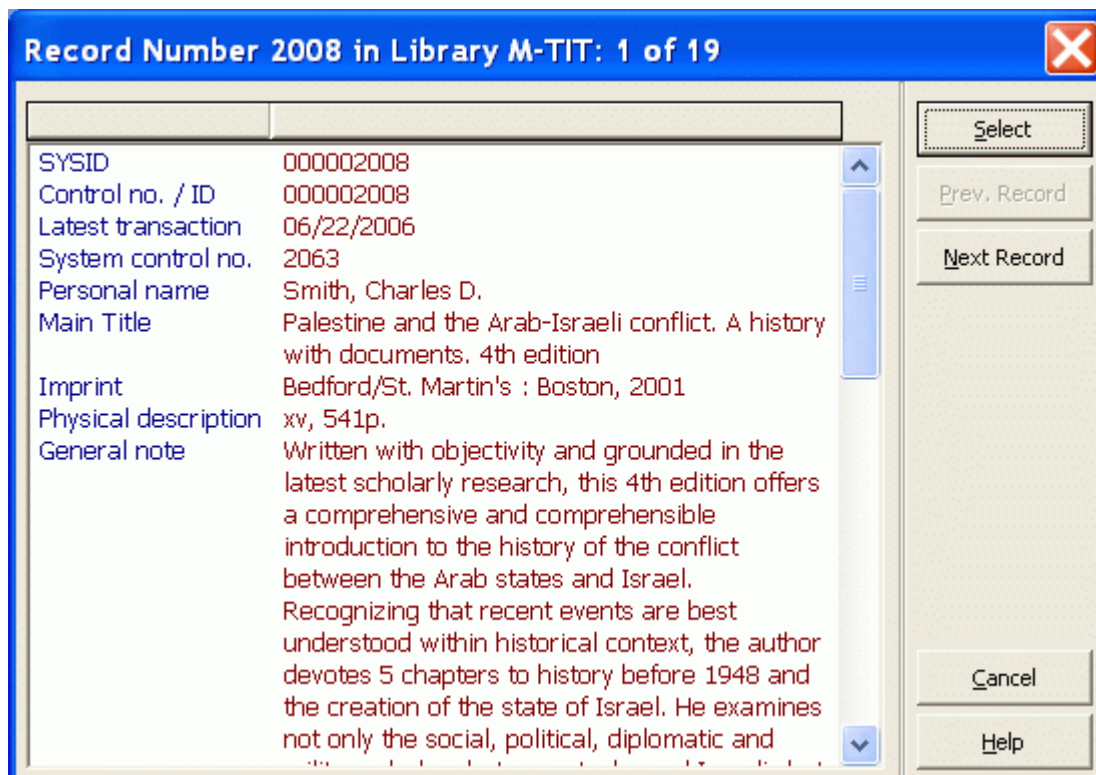 Record Number 2008 in Library M-TIT: 1 of 19
SYSID 000002008
Control no. / ID 000002008
Latest transaction 06/22/2006
System control no. 2063
Personal name Smith, Charles D.
Main Title Palestine and the Arab-Israeli conflict. A history
with documents. 4th edition
Imprint Bedford/St. Martin's : Boston, 2001
Physical description xv, 541p.
General note Written with objectivity and grounded in the
latest scholarly research, this 4th edition offers
a comprehensive and comprehensible
introduction to the history of the conflict
between the Arab states and Israel.
Recognizing that recent events are best
understood within historical context, the author
devotes 5 chapters to history before 1948 and
the creation of the state of Israel. He examines
not only the social, political, diplomatic and
Select
Prev. Record
Next Record
Cancel
Help